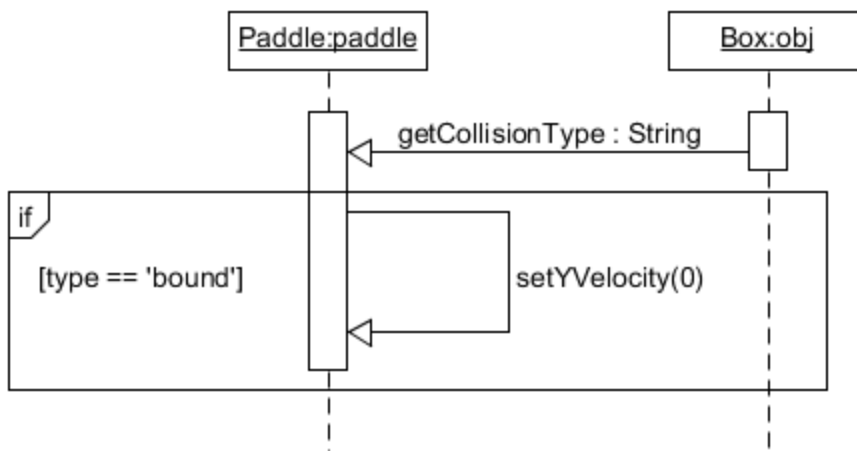 Paddle:paddle
Box:obj
getCollisionType : String
if
[type == 'bound']
setYVelocity(0)